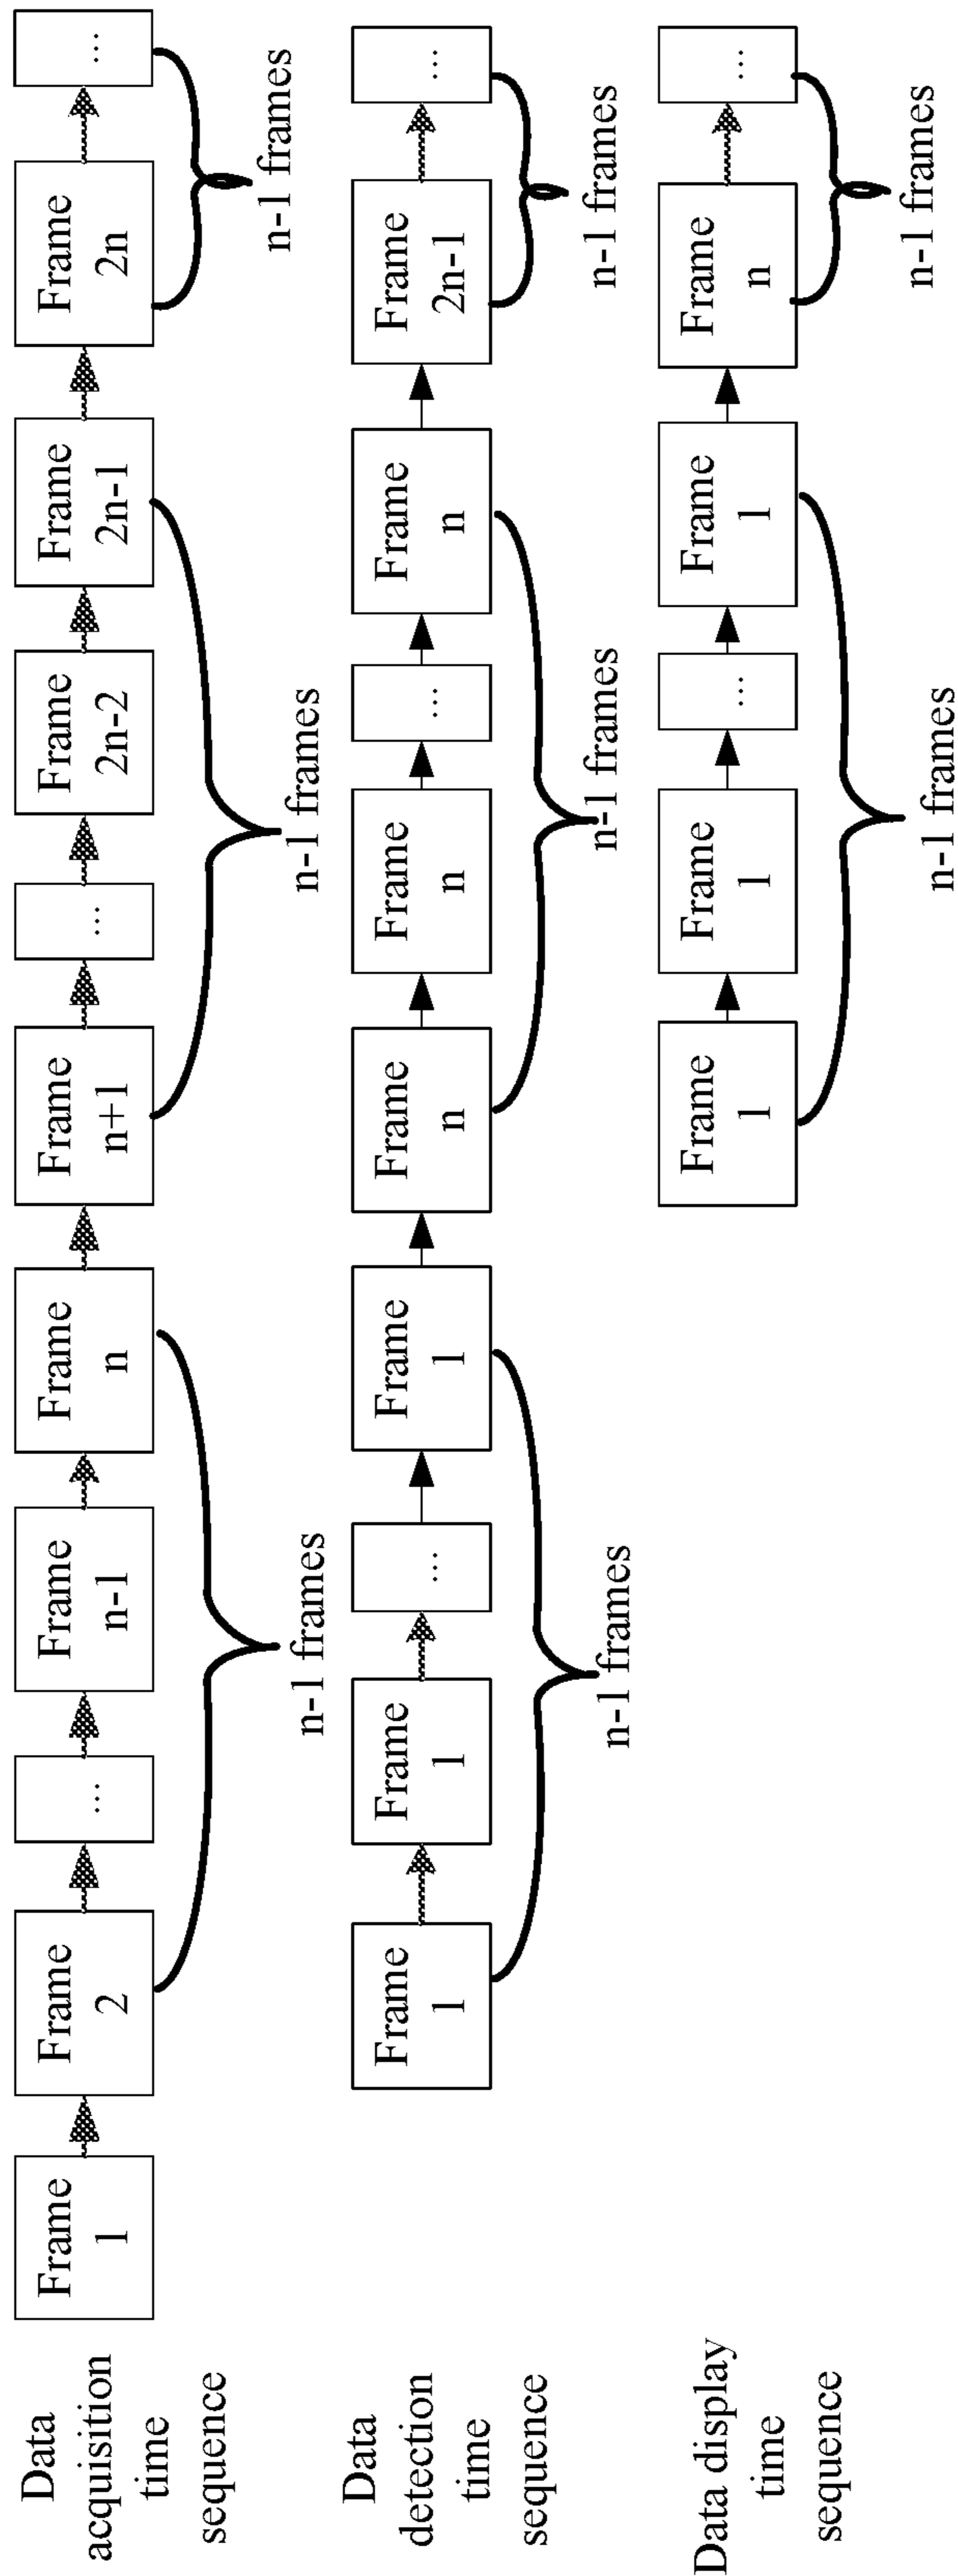 Data
acquisition
time
sequence
Frame
1
Frame
2
...
Frame
n-1
Frame
n
Frame
n+1
...
Frame
2n-2
Frame
2n-1
Frame
2n
...
n-1 frames
n-1 frames
n-1 frames
Data
detection
time
sequence
Frame
1
Frame
1
...
Frame
1
Frame
n
Frame
n
...
Frame
n
Frame
2n-1
...
n-1 frames
n-1 frames
n-1 frames
Data display
time
sequence
Frame
1
Frame
1
...
Frame
1
Frame
n
...
n-1 frames
n-1 frames